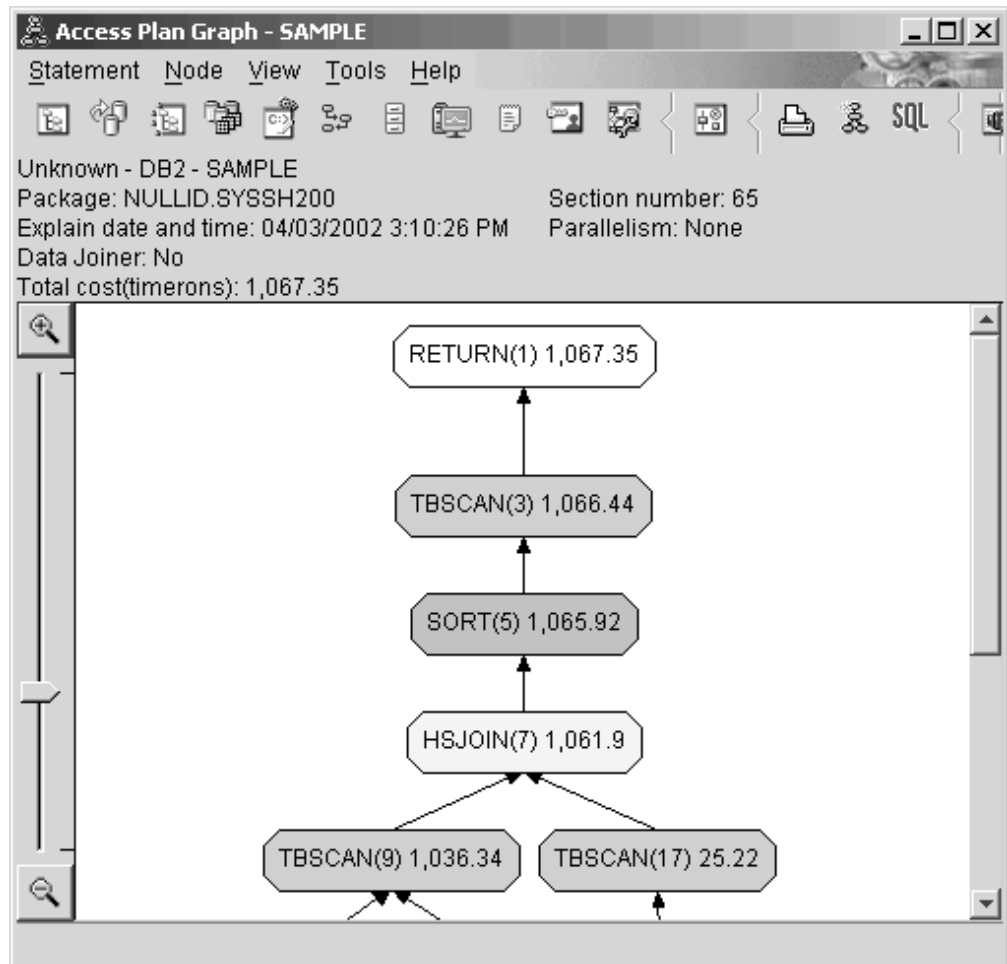 Access Plan Graph - SAMPLE
Statement Node View Tools Help
SQL
Unknown - DB2 - SAMPLE
Package: NULLID.SYSSH200 Section number: 65
Explain date and time: 04/03/2002 3:10:26 PM Parallelism: None
Data Joiner: No
Total cost(timerons): 1,067.35
RETURN(1) 1,067.35
TBSCAN(3) 1,066.44
SORT(5) 1,065.92
HSJOIN(7) 1,061.9
TBSCAN(9) 1,036.34 TBSCAN(17) 25.22